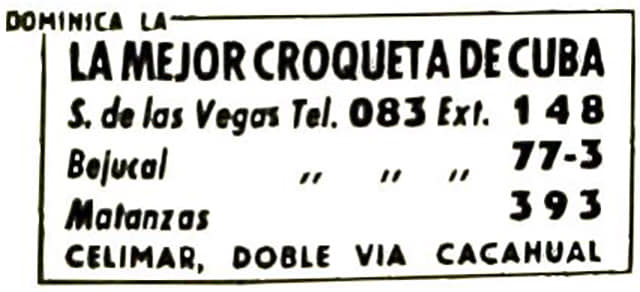 DOMINICA LA
LA MEJOR CROQUETA DE CUBA
S. de las Vegas Tel. 083 Ext. 148
Bejucal " " " 77-3
Matanzas 393
CELIMAR, DOBLE VIA CACAHUAL